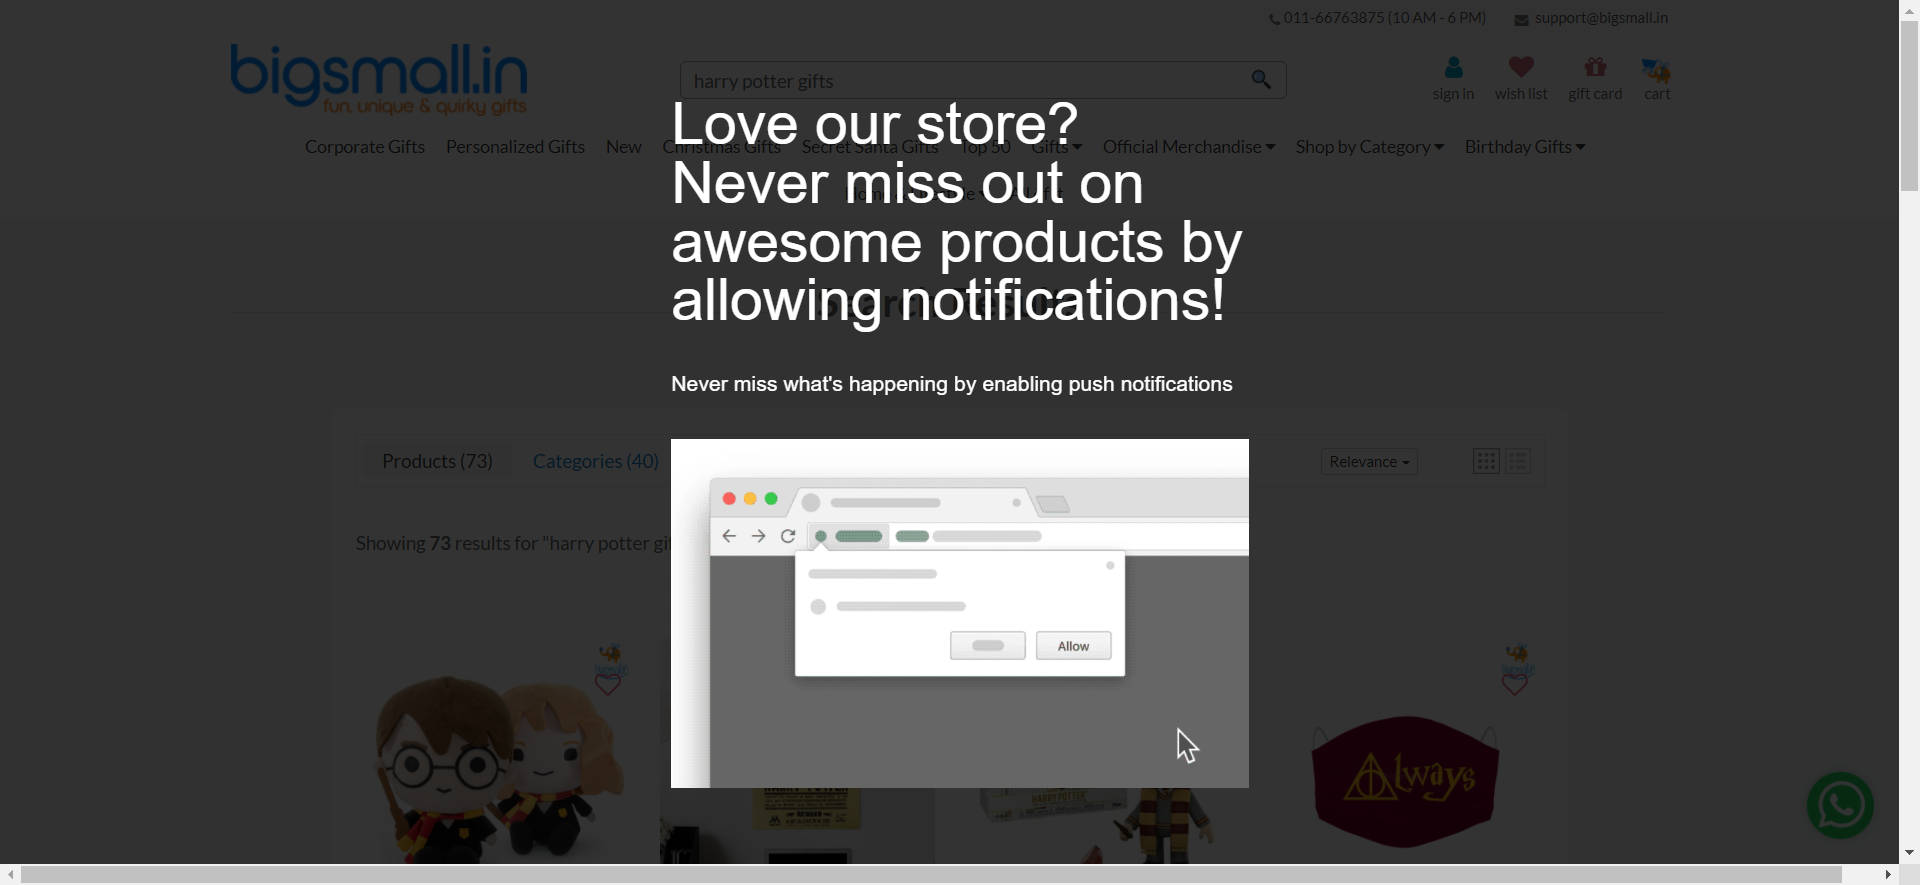 011-66763875 (10 AM - 6 PM) support@bigsmall.in
bigsmall.in
fun, unique & quirky gifts
harry potter gifts
sign in wish list gift card cart
Love our store?
Corporate Gifts Personalized Gifts New Christmas Gifts Secret Santa Gifts Top 50 Gifts Official Merchandise Shop by Category Birthday Gifts
Never miss out on
awesome products by
allowing notifications!
Search Results
Never miss what's happening by enabling push notifications
Products (73) Categories (40) Relevance
Showing 73 results for "harry potter gi
Allow
HARRY POTTER
Always